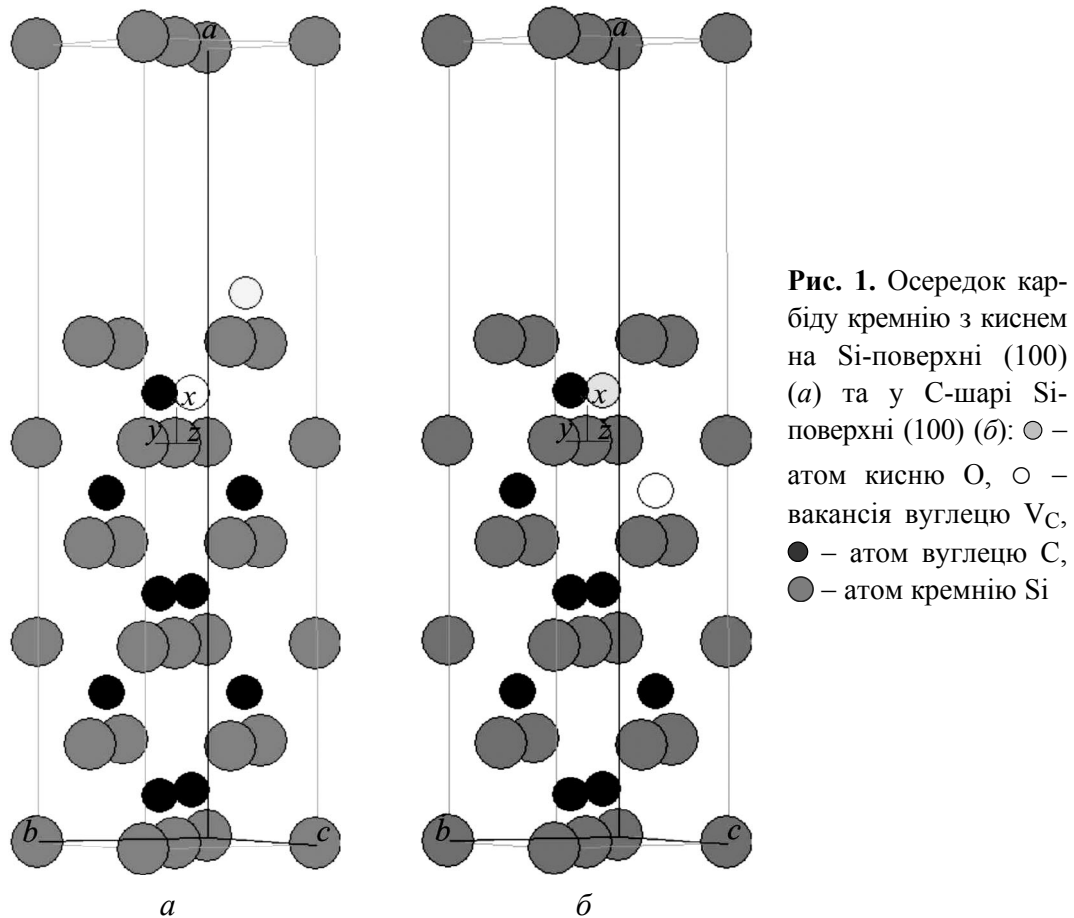 a
a
x
y
z
x
y
z
b
c
b
c
а
б
Рис. 1. Осередок кар-
біду кремнію з киснем
на Si-поверхні (100)
(а) та у C-шарі Si-
поверхні (100) (б): –
атом кисню O, –
вакансія вуглецю VC,
– атом вуглецю C,
– атом кремнію Si